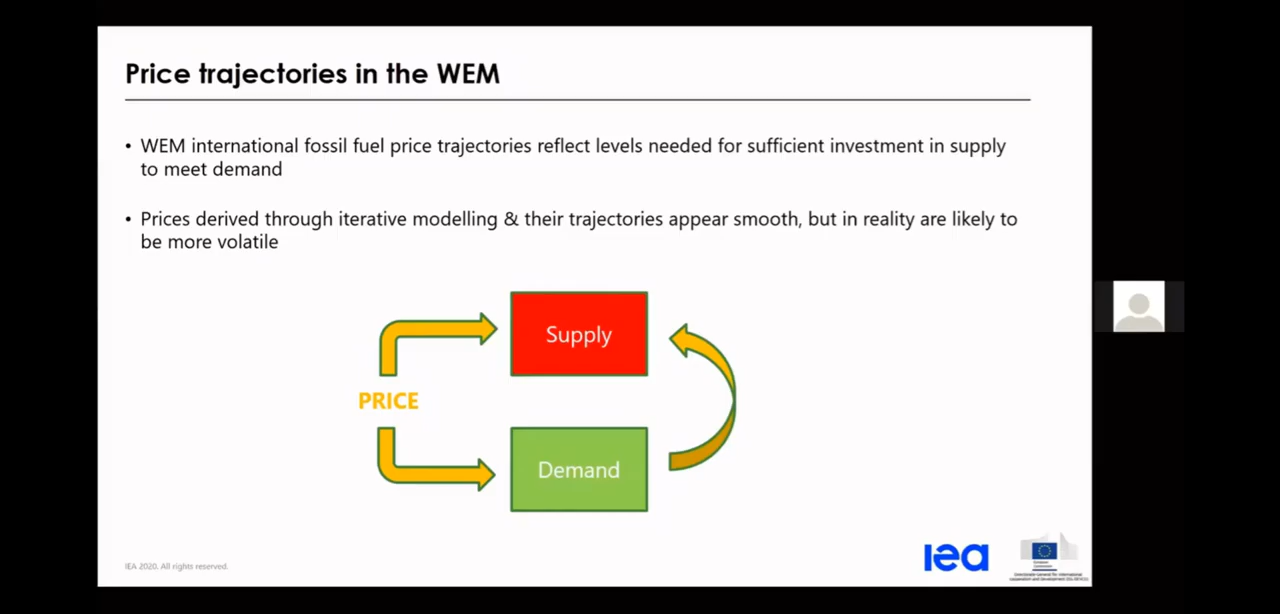 Price trajectories in the WEM
• WEM international fossil fuel price trajectories reflect levels needed for sufficient investment in supply
to meet demand
• Prices derived through iterative modelling & their trajectories appear smooth, but in reality are likely to
be more volatile
Supply
PRICE
Demand
IEA 2020. All rights reserved.
iea
European
Commission